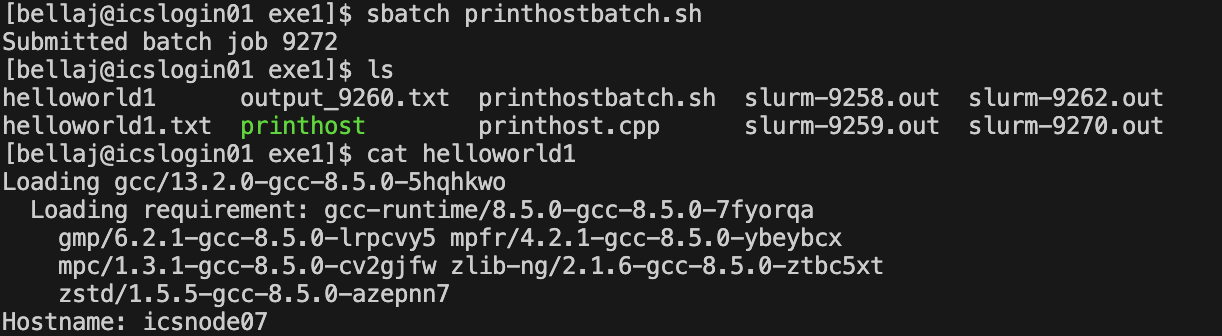 [bellaj@icslogin01 exe1]$ sbatch printhostbatch.sh
Submitted batch job 9272
[bellaj@icslogin01 exe1]$ ls
helloworld1      output_9260.txt  printhostbatch.sh  slurm-9258.out  slurm-9262.out
helloworld1.txt  printhost        printhost.cpp      slurm-9259.out  slurm-9270.out
[bellaj@icslogin01 exe1]$ cat helloworld1
Loading gcc/13.2.0-gcc-8.5.0-5hqhkwo
  Loading requirement: gcc-runtime/8.5.0-gcc-8.5.0-7fyorqa
    gmp/6.2.1-gcc-8.5.0-lrpcvy5 mpfr/4.2.1-gcc-8.5.0-ybeybcx
    mpc/1.3.1-gcc-8.5.0-cv2gjfw zlib-ng/2.1.6-gcc-8.5.0-ztbc5xt
    zstd/1.5.5-gcc-8.5.0-azepnn7
Hostname: icsnode07